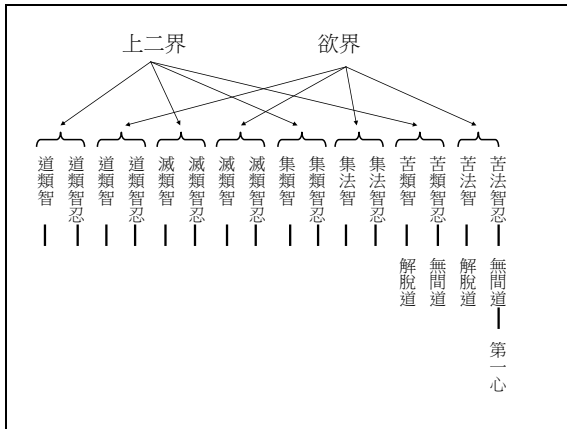 欲界
上二界
苦法智忍
苦法智
苦類智忍
苦類智
集法智忍
集法智
集類智忍
集類智
滅類智忍
滅類智
滅類智忍
滅類智
道類智忍
道類智
道類智忍
道類智
無間道
解脫道
無間道
解脫道
第一心